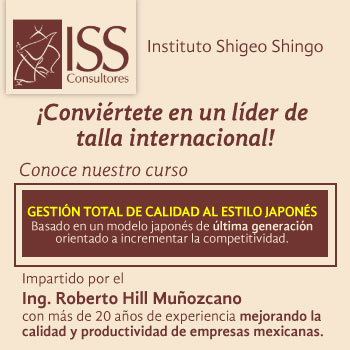 ISS
Consultores
Instituto Shigeo Shingo
¡Conviértete en un líder de
talla internacional!
Conoce nuestro curso
GESTIÓN TOTAL DE CALIDAD AL ESTILO JAPONÉS
Basado en un modelo japonés de última generación
orientado a incrementar la competitividad.
Impartido por el
Ing. Roberto Hill Muñozcano
con más de 20 años de experiencia mejorando la
calidad y productividad de empresas mexicanas.